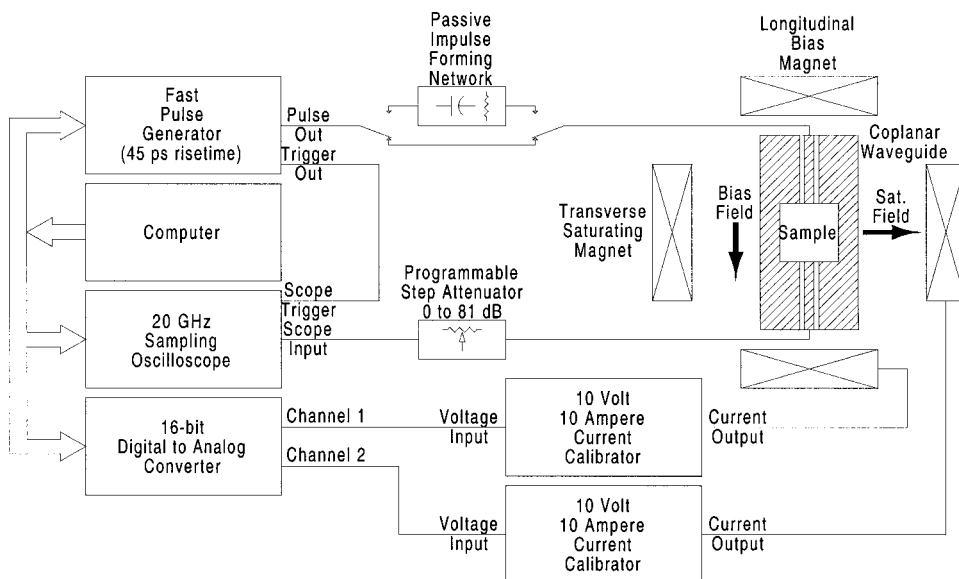 Passive
Impulse
Forming
Network
Longitudinal
Bias
Magnet
Fast
Pulse
Generator
(45 ps risetime)
Pulse
Out
Trigger
Out
Coplanar
Waveguide
Computer
Transverse
Saturating
Magnet
Bias
Field
Sample
Sat.
Field
20 GHz
Sampling
Oscilloscope
Scope
Trigger
Scope
Input
Programmable
Step Attenuator
0 to 81 dB
16-bit
Digital to Analog
Converter
Channel 1
Channel 2
Voltage
Input
10 Volt
10 Ampere
Current
Calibrator
Current
Output
Voltage
Input
10 Volt
10 Ampere
Current
Calibrator
Current
Output